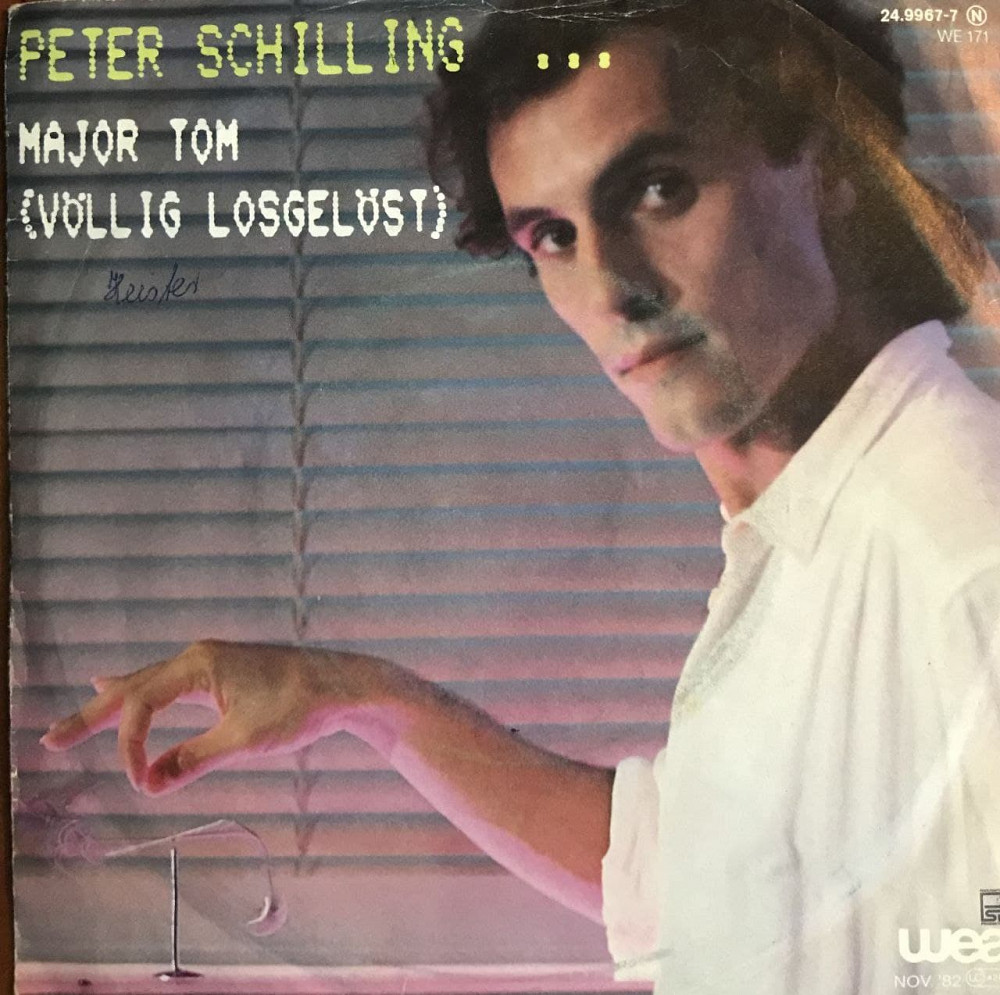 PETER SCHILLING ...
MAJOR TOM
(VÖLLIG LOSGELÖST)
24.9967-7 N
WE 171
wea
NOV '82